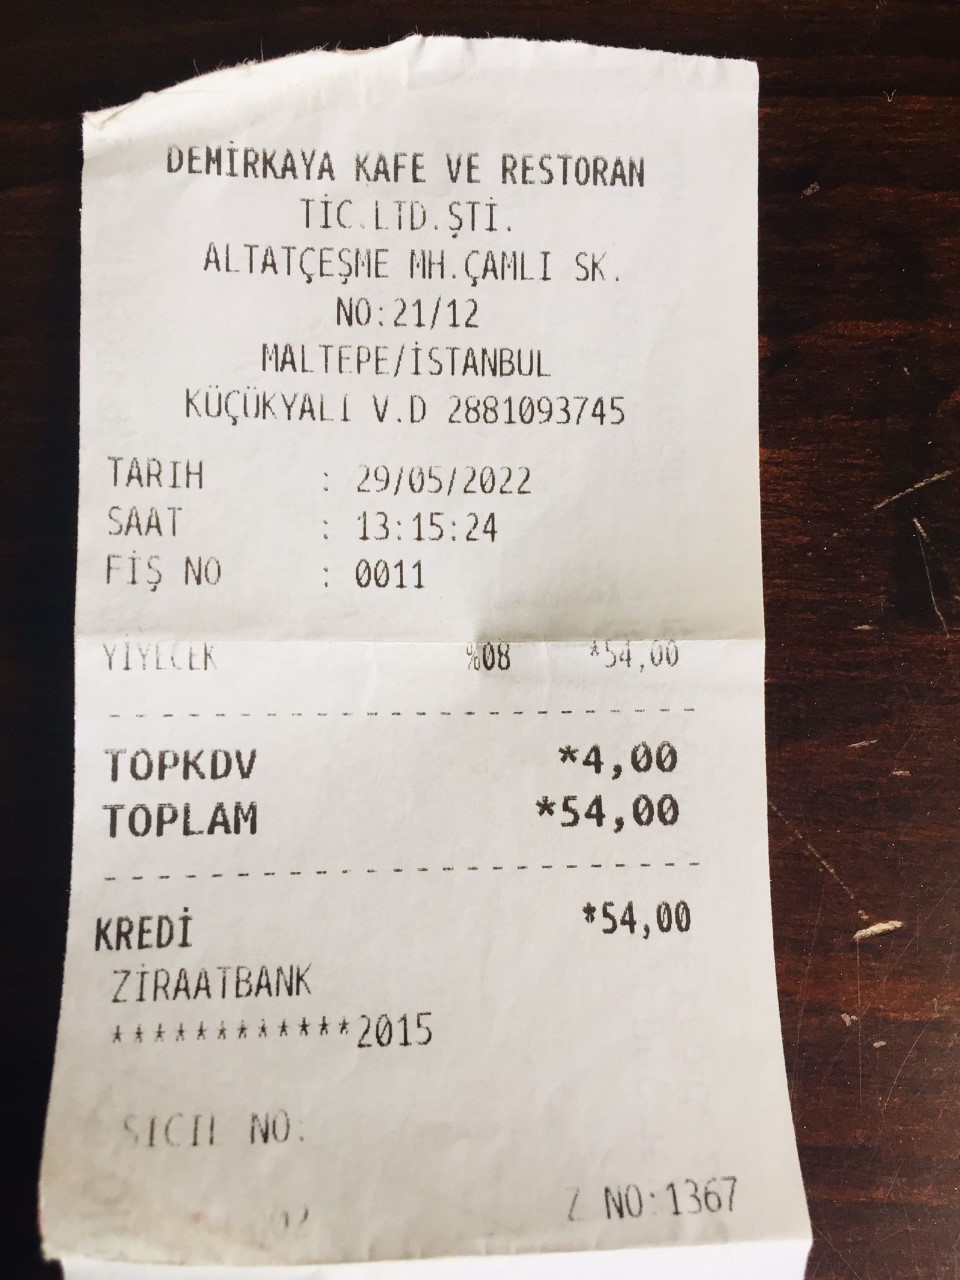 DEMİRKAYA KAFE VE RESTORAN
TİC.LTD.ŞTİ.
ALTATÇEŞME MH.ÇAMLI SK.
NO:21/12
MALTEPE/İSTANBUL
KÜÇÜKYALI V.D 2881093745
TARIH : 29/05/2022
SAAT : 13:15:24
FİŞ NO : 0011
YİYECEK %08 *54,00
TOPKDV *4,00
TOPLAM *54,00
KREDİ *54,00
ZİRAATBANK
************2015
SICIL NO:
Z NO:1367